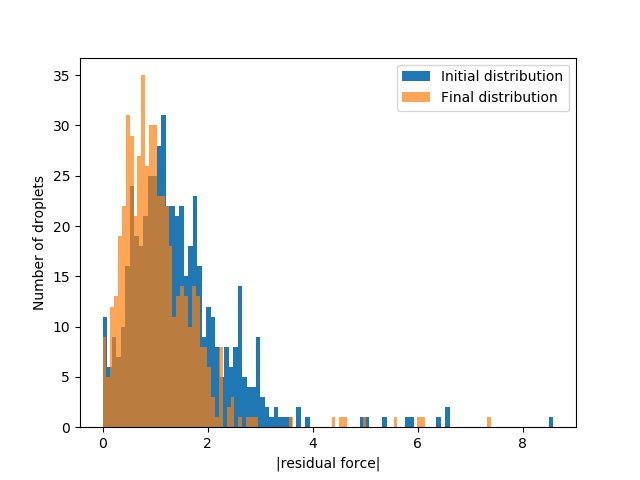 Initial distribution
Final distribution
35
30
25
20
15
10
5
0
Number of droplets
0 2 4 6 8
|residual force|